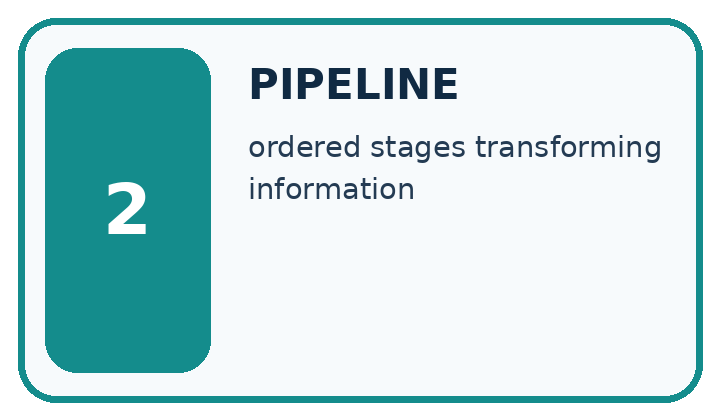 2
PIPELINE
ordered stages transforming
information